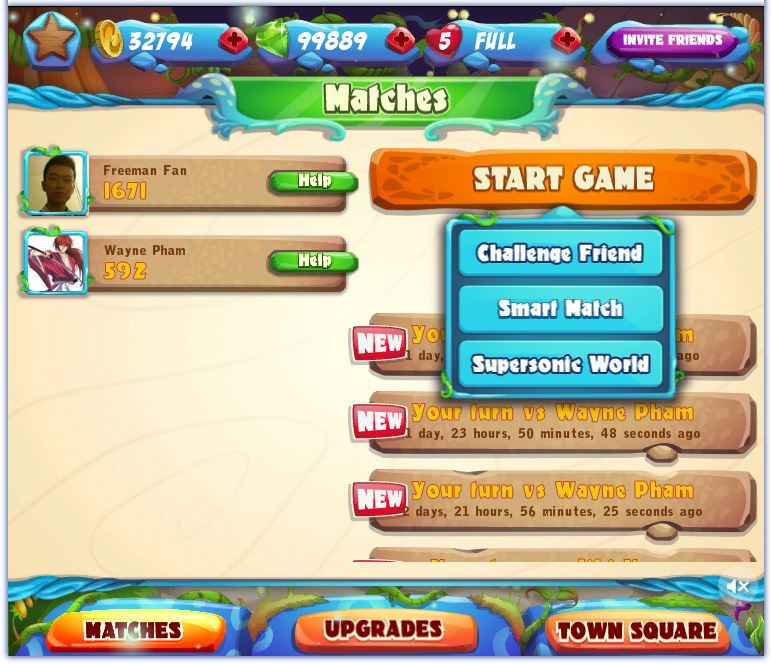 32794
99889
5 FULL
INVITE FRIENDS
Matches
Freeman Fan
1671
Help
Wayne Pham
592
Help
START GAME
Challenge Friend
Smart Match
Supersonic World
NEW
1 day,
ago
NEW
Your turn vs Wayne Pham
1 day, 23 hours, 50 minutes, 48 seconds ago
NEW
Your turn vs Wayne Pham
2 days, 21 hours, 56 minutes, 25 seconds ago
MATCHES
UPGRADES
TOWN SQUARE